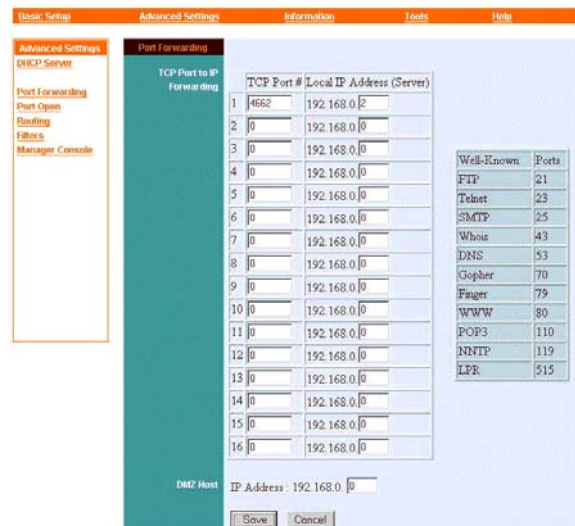 Basic Setup Advanced Settings Information Tools Help
Advanced Settings
DHCP Server
Port Forwarding
Port Open
Routing
Filters
Manager Console
Port Forwarding
TCP Port to IP
Forwarding
TCP Port # Local IP Address (Server)
1 4662 192.168.0. 2
2 0 192.168.0. 0
3 0 192.168.0. 0
4 0 192.168.0. 0
5 0 192.168.0. 0
6 0 192.168.0. 0
7 0 192.168.0. 0
8 0 192.168.0. 0
9 0 192.168.0. 0
10 0 192.168.0. 0
11 0 192.168.0. 0
12 0 192.168.0. 0
13 0 192.168.0. 0
14 0 192.168.0. 0
15 0 192.168.0. 0
16 0 192.168.0. 0
Well-Known Ports
FTP 21
Telnet 23
SMTP 25
Whois 43
DNS 53
Gopher 70
Finger 79
WWW 80
POP3 110
NNTP 119
LPR 515
DMZ Host IP Address : 192.168.0. 0
Save Cancel